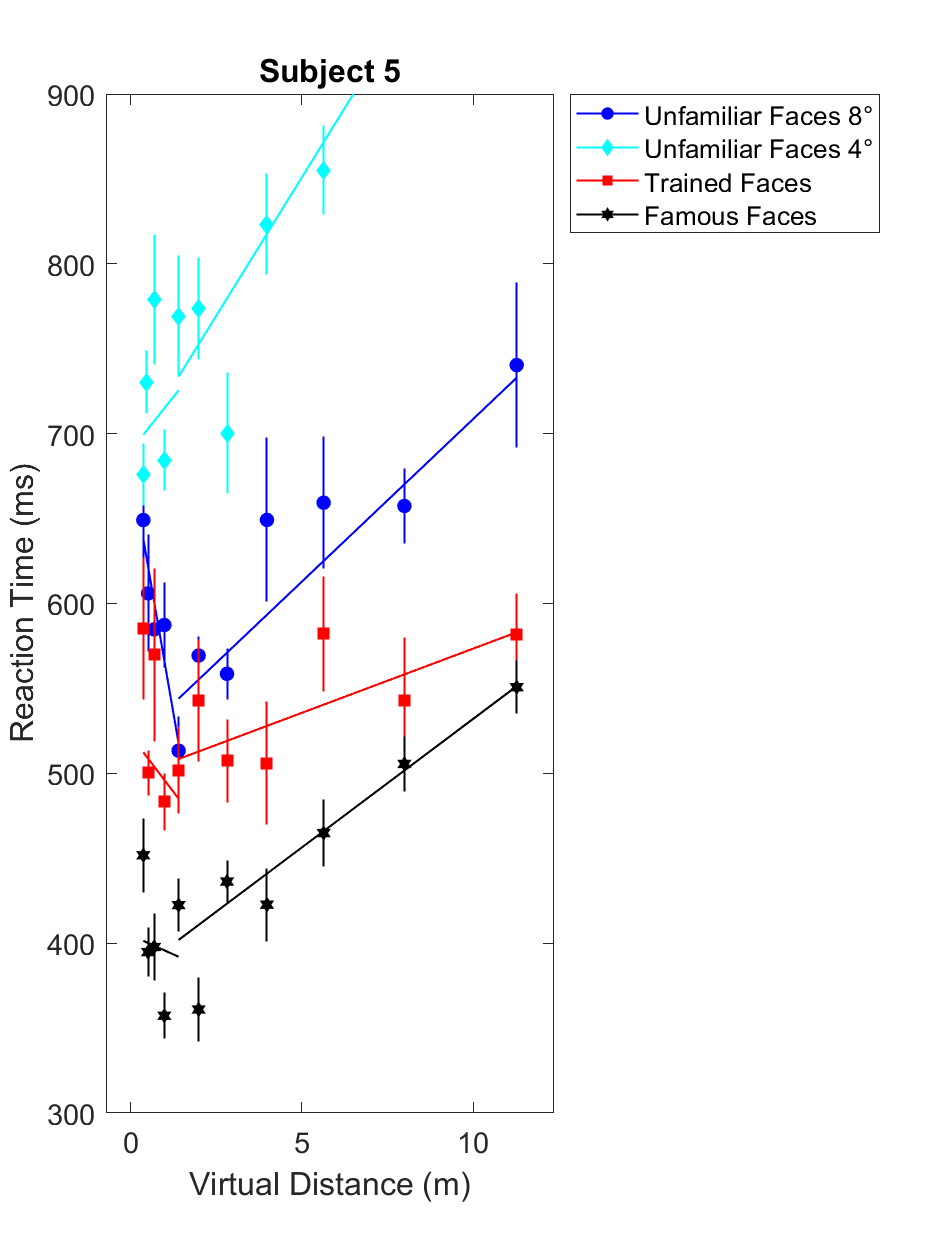 Subject 5
900
800
700
600
500
400
300
0 5 10
Reaction Time (ms)
Virtual Distance (m)
Unfamiliar Faces 8°
Unfamiliar Faces 4°
Trained Faces
Famous Faces